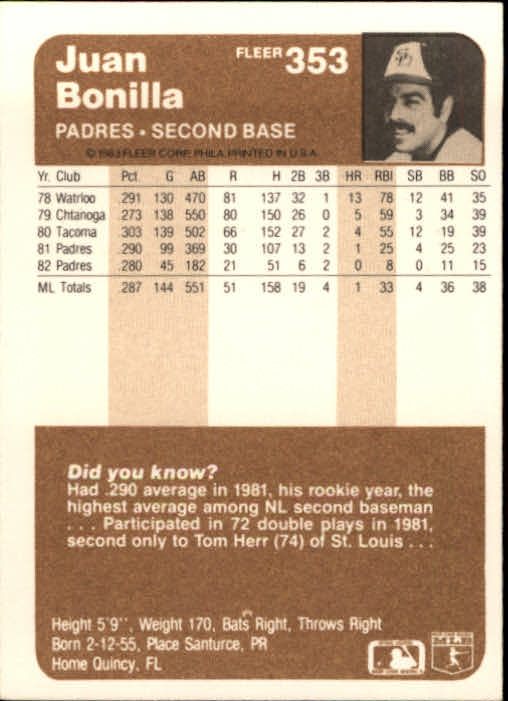 Juan
Bonilla
FLEER 353
PADRES • SECOND BASE
© 1983 FLEER CORP. PHILA. PRINTED IN U.S.A.
Yr. Club Pct. G AB R H 2B 3B HR RBI SB BB SO
78 Watrloo .291 130 470 81 137 32 1 13 78 12 41 35
79 Chtanoga .273 138 550 80 150 26 0 5 59 3 34 39
80 Tacoma .303 139 502 66 152 27 2 4 55 12 19 39
81 Padres .290 99 369 30 107 13 2 1 25 4 25 23
82 Padres .280 45 182 21 51 6 2 0 8 0 11 15
ML Totals .287 144 551 51 158 19 4 1 33 4 36 38
Did you know?
Had .290 average in 1981, his rookie year, the
highest average among NL second baseman
. . . Participated in 72 double plays in 1981,
second only to Tom Herr (74) of St. Louis . . .
Height 5'9'', Weight 170, Bats Right, Throws Right
Born 2-12-55, Place Santurce, PR
Home Quincy, FL